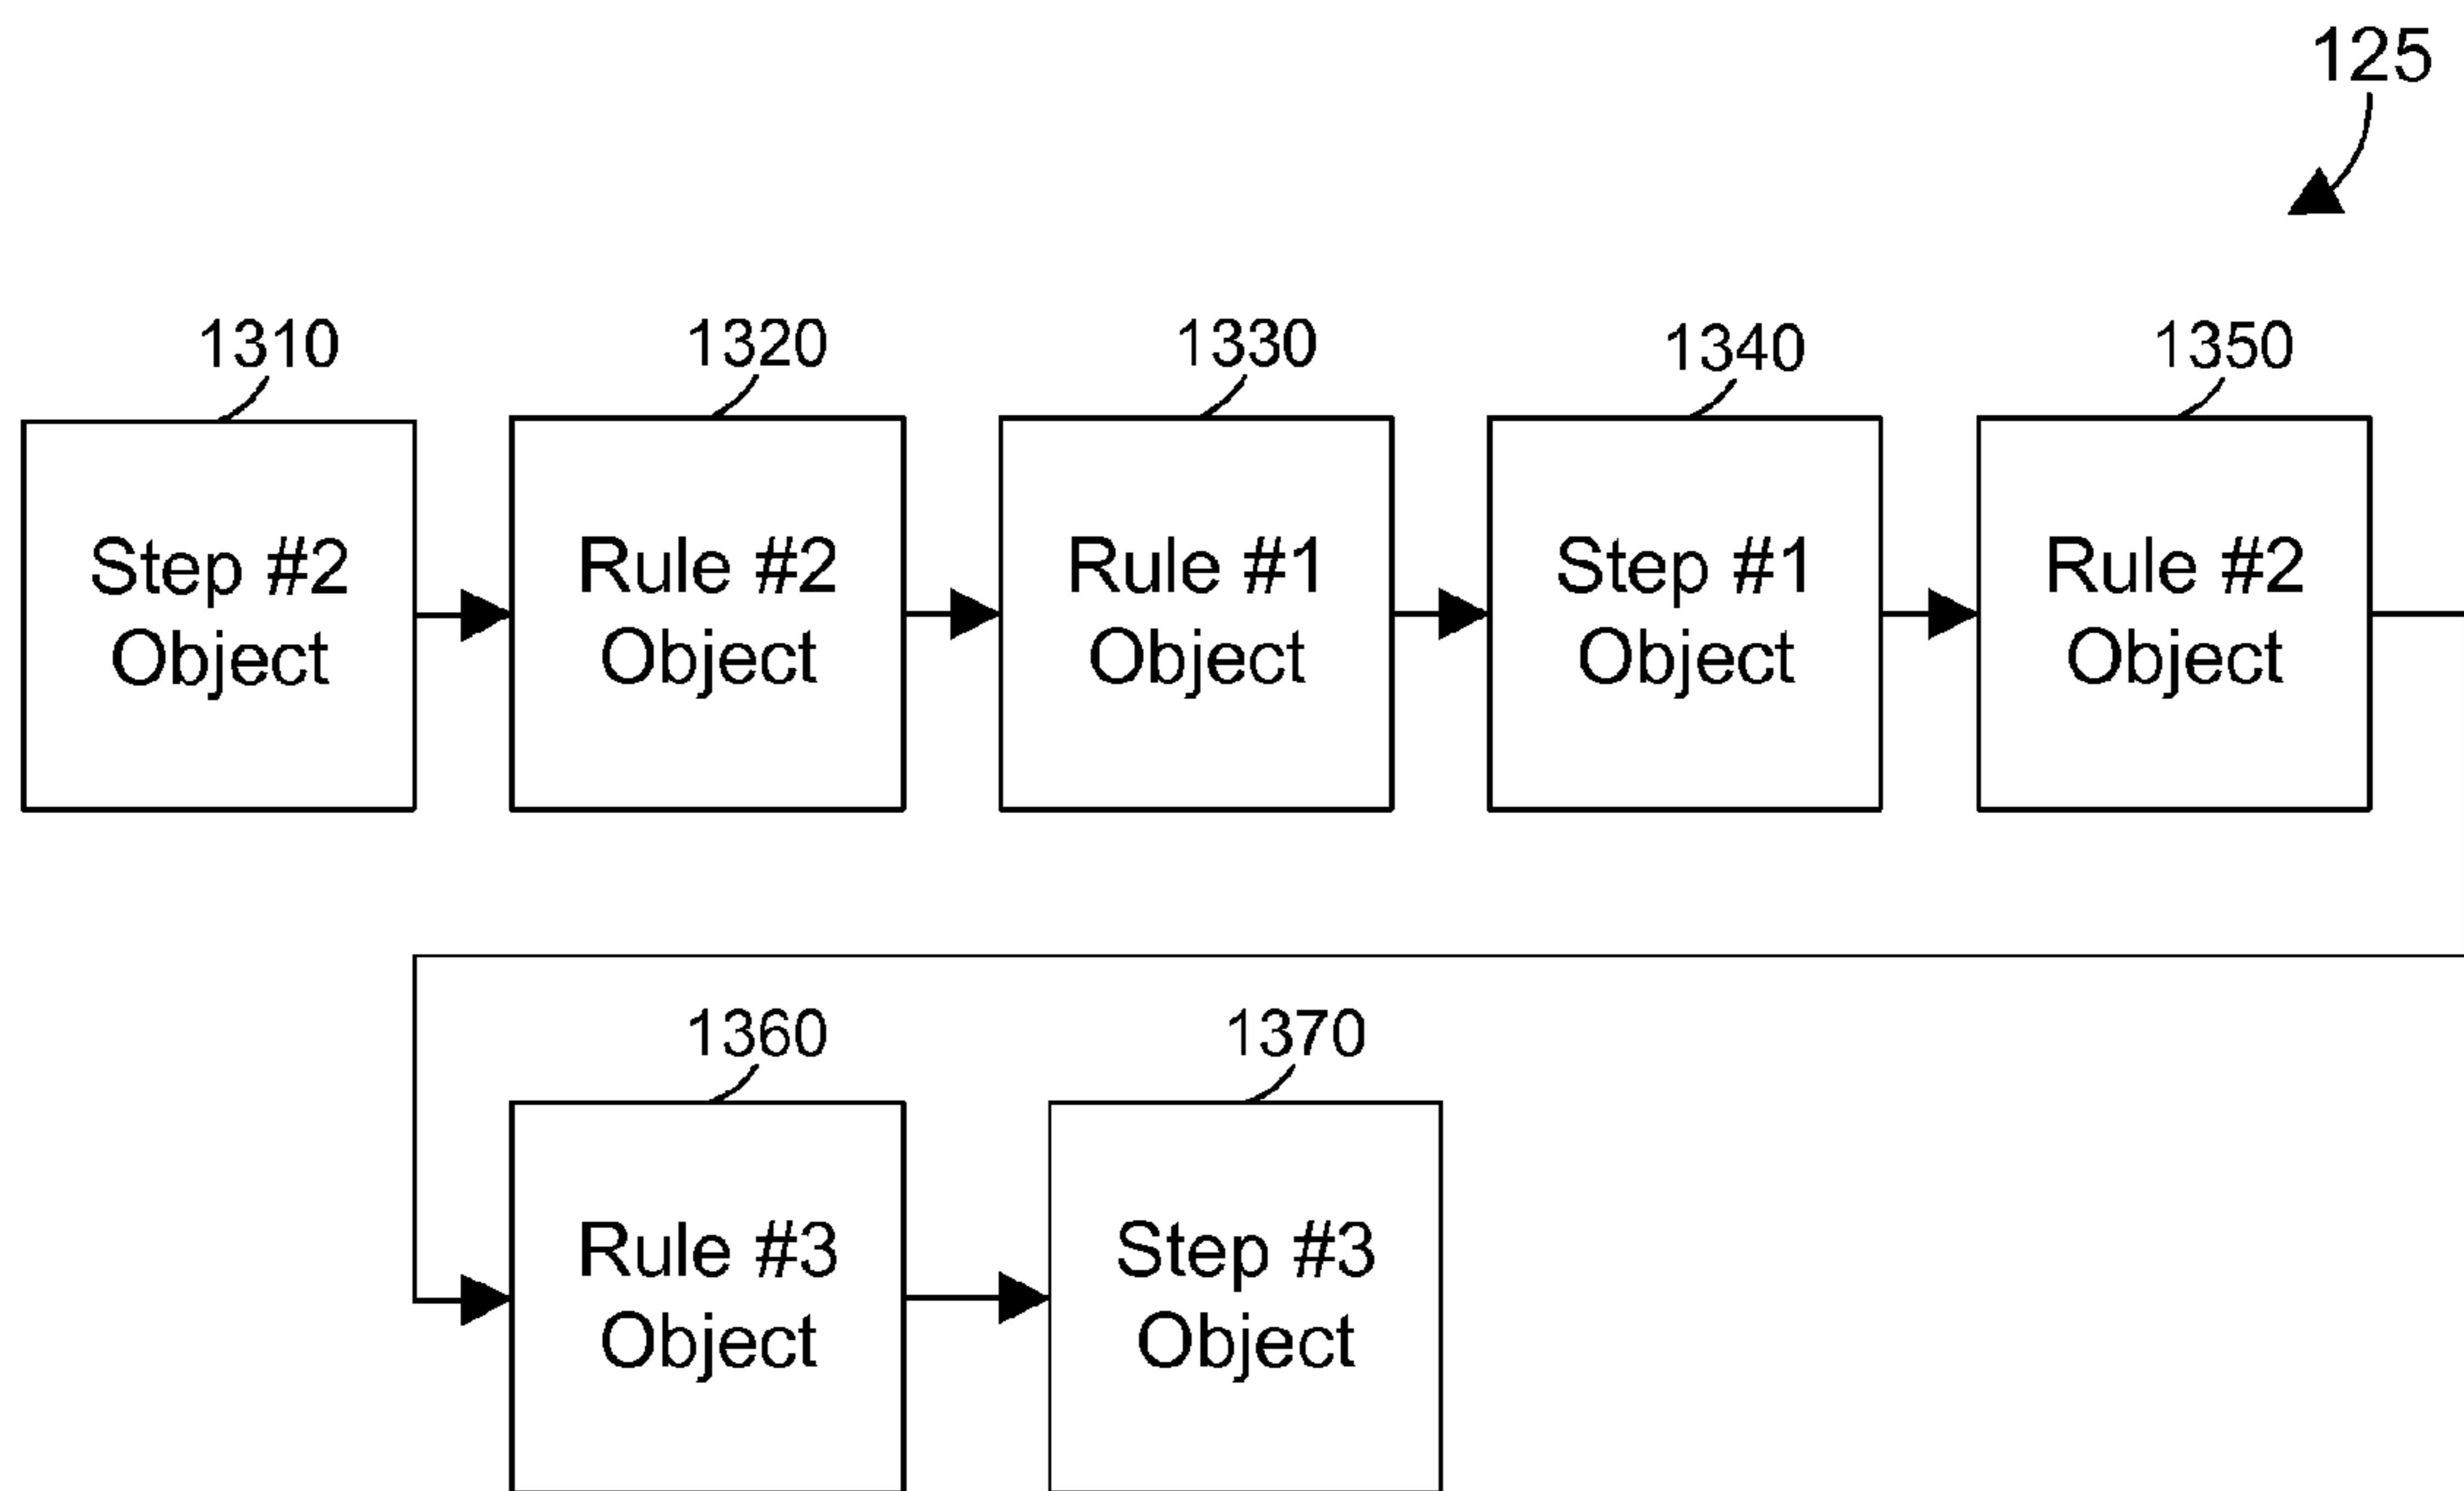 125
1310
1320
1330
1340
1350
Step #2
Object
Rule #2
Object
Rule #1
Object
Step #1
Object
Rule #2
Object
1360
1370
Rule #3
Object
Step #3
Object